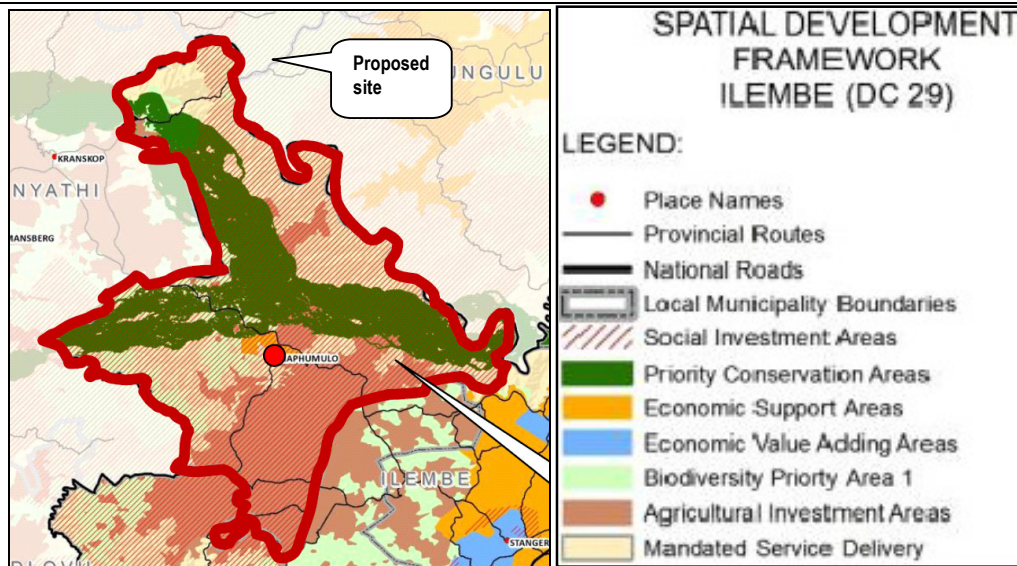 Proposed
site
UNGULU
KRANSKOP
NYATHI
MANSBERG
APHUMULO
ILEMBE
STANGER
SPATIAL DEVELOPMENT
FRAMEWORK
ILEMBE (DC 29)
LEGEND:
Place Names
Provincial Routes
National Roads
Local Municipality Boundaries
Social Investment Areas
Priority Conservation Areas
Economic Support Areas
Economic Value Adding Areas
Biodiversity Priorty Area 1
Agricultural Investment Areas
Mandated Service Delivery